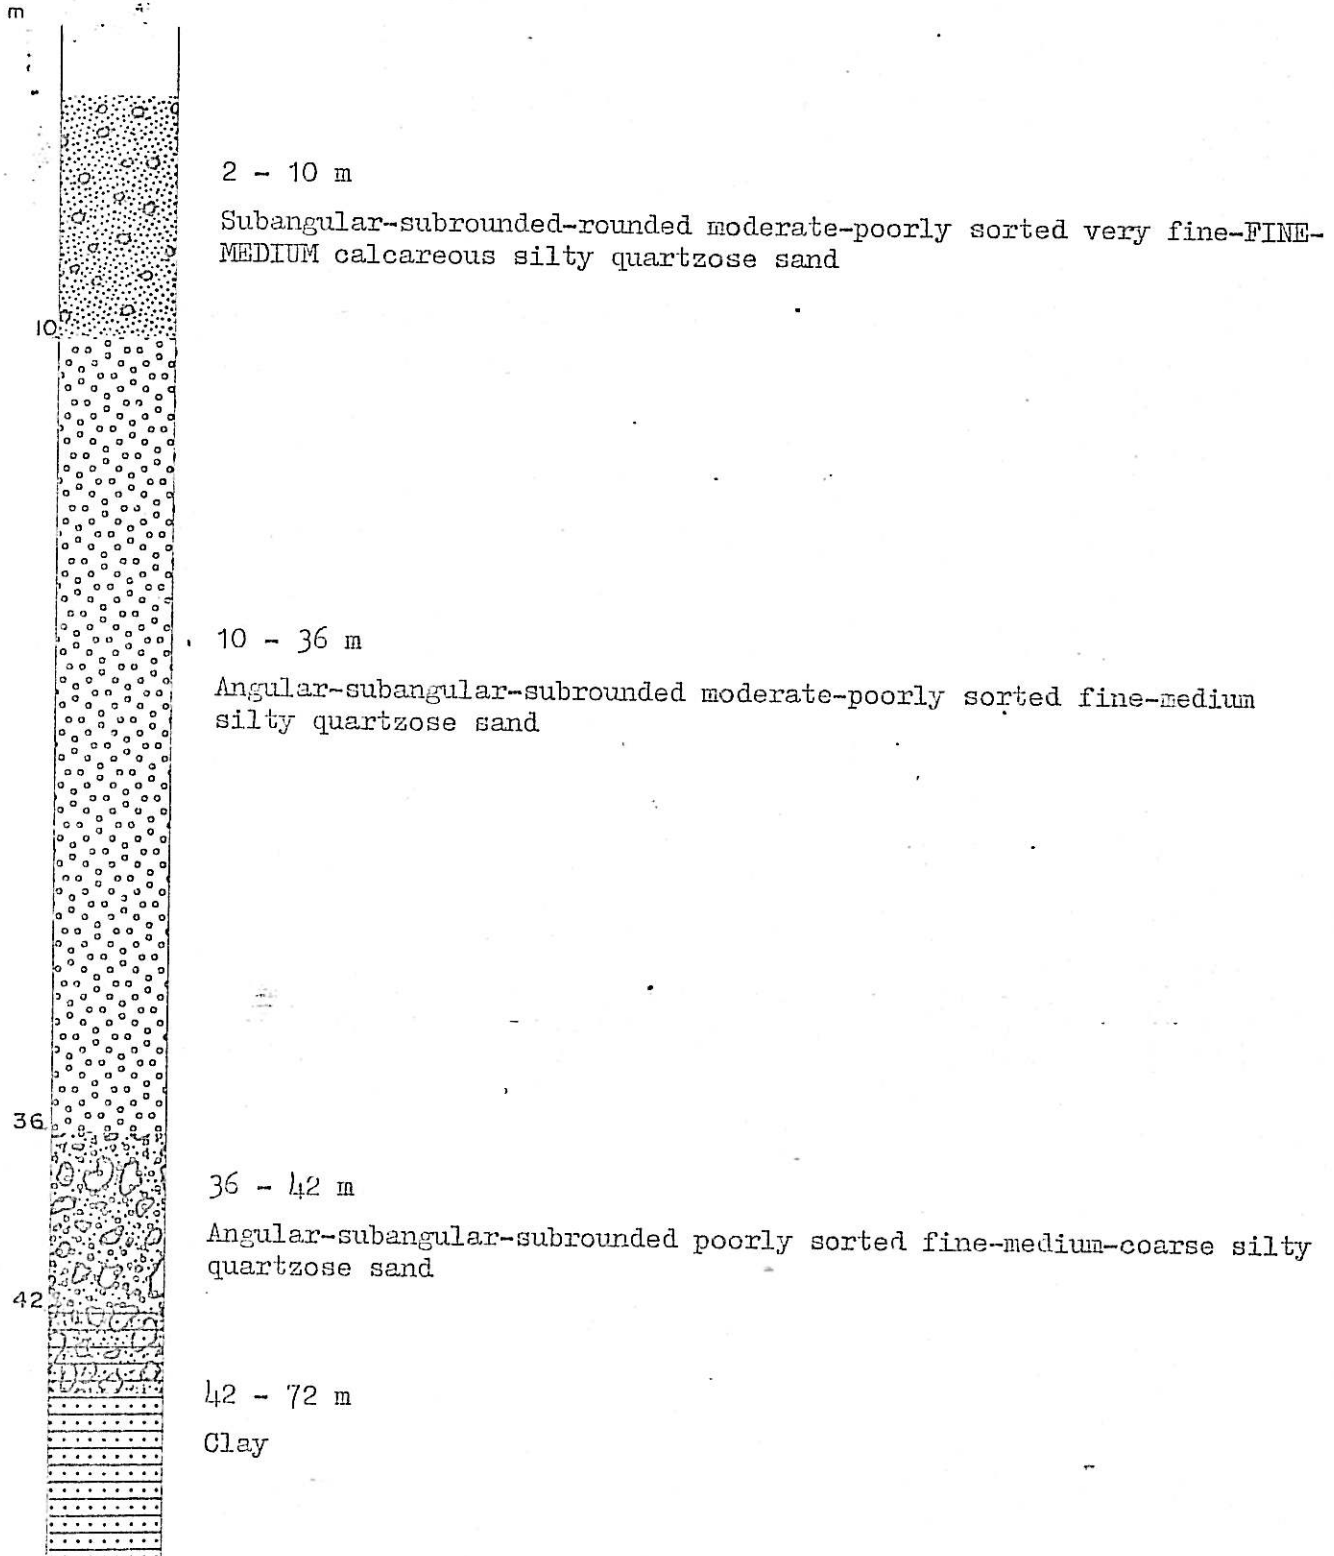 m
2 - 10 m
Subangular-subrounded-rounded moderate-poorly sorted very fine-FINE-
MEDIUM calcareous silty quartzose sand
10
10 - 36 m
Angular-subangular-subrounded moderate-poorly sorted fine-medium
silty quartzose sand
36
36 - 42 m
Angular-subangular-subrounded poorly sorted fine-medium-coarse silty
quartzose sand
42
42 - 72 m
Clay